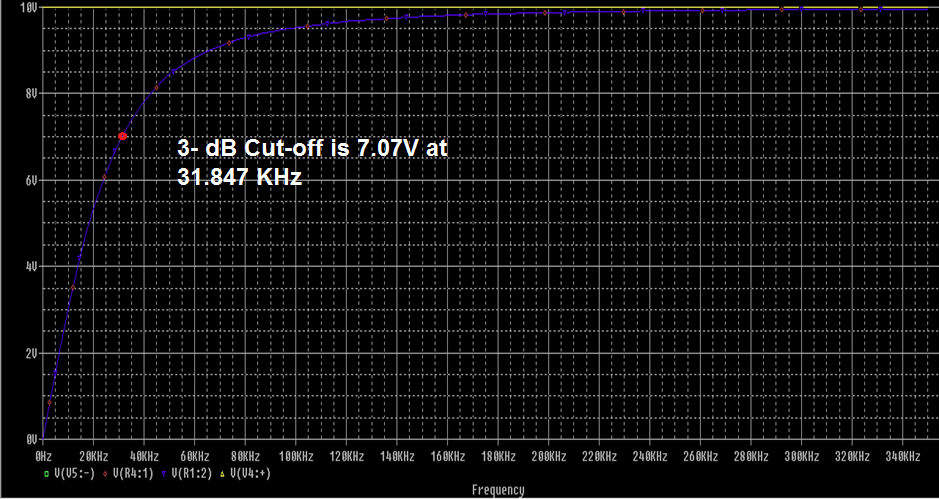 10V
3- dB Cut-off is 7.07V at
31.847 KHz
8V
6V
4V
2V
0V
0Hz 20KHz 40KHz 60KHz 80KHz 100KHz 120KHz 140KHz 160KHz 180KHz 200KHz 220KHz 240KHz 260KHz 280KHz 300KHz 320KHz 340KHz
V(V5:-) V(R4:1) V(R1:2) V(V4:+)
Frequency